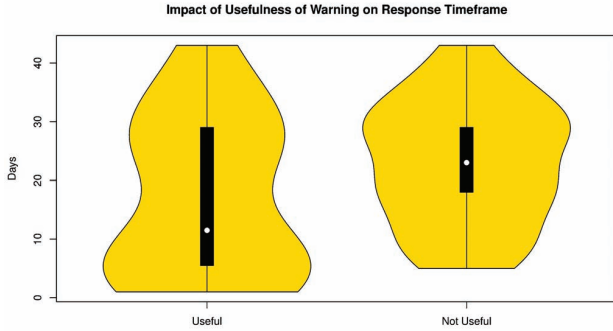 Impact of Usefulness of Warning on Response Timeframe
40
30
20
10
0
Days
Useful Not Useful